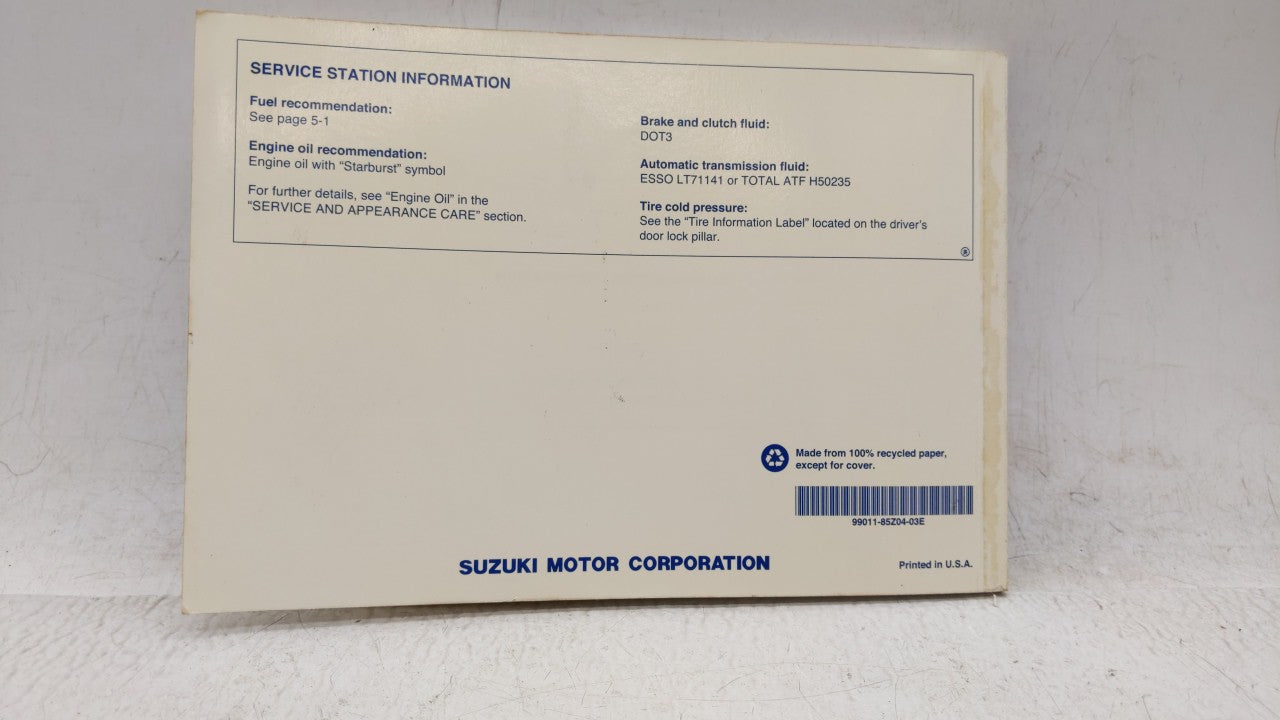 SERVICE STATION INFORMATION
Fuel recommendation:
See page 5-1
Engine oil recommendation:
Engine oil with “Starburst” symbol
For further details, see “Engine Oil” in the
“SERVICE AND APPEARANCE CARE” section.
Brake and clutch fluid:
DOT3
Automatic transmission fluid:
ESSO LT71141 or TOTAL ATF H50235
Tire cold pressure:
See the “Tire Information Label” located on the driver’s
door lock pillar.
Made from 100% recycled paper,
except for cover.
99011-85Z04-03E
SUZUKI MOTOR CORPORATION
Printed in U.S.A.